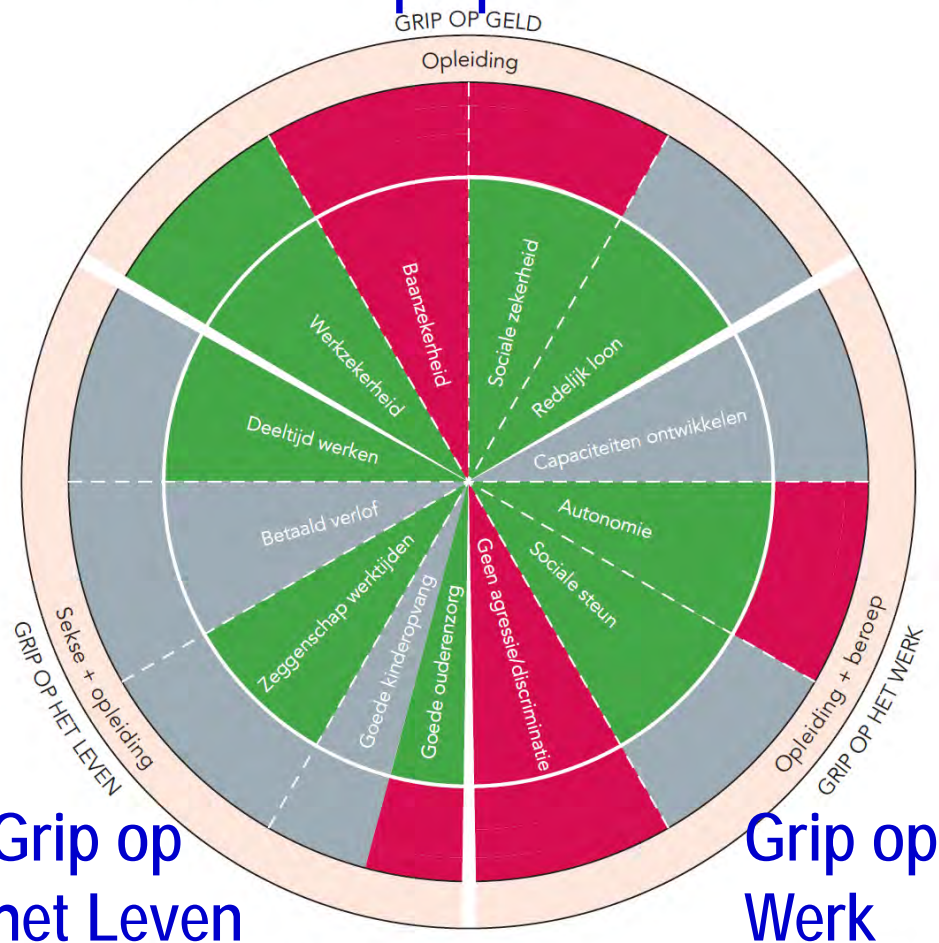 GRIP OP GELD
Opleiding
Baanzekerheid
Sociale zekerheid
Werkzekerheid
Redelijk loon
Deeltijd werken
Capaciteiten ontwikkelen
Betaald verlof
Autonomie
Zeggenschap werktijden
Sociale steun
Goede kinderopvang
Goede ouderenzorg
Geen agressie/discriminatie
Sekse + opleiding
GRIP OP HET LEVEN
Opleiding + beroep
GRIP OP HET WERK
Grip op
het Leven
Grip op
Werk